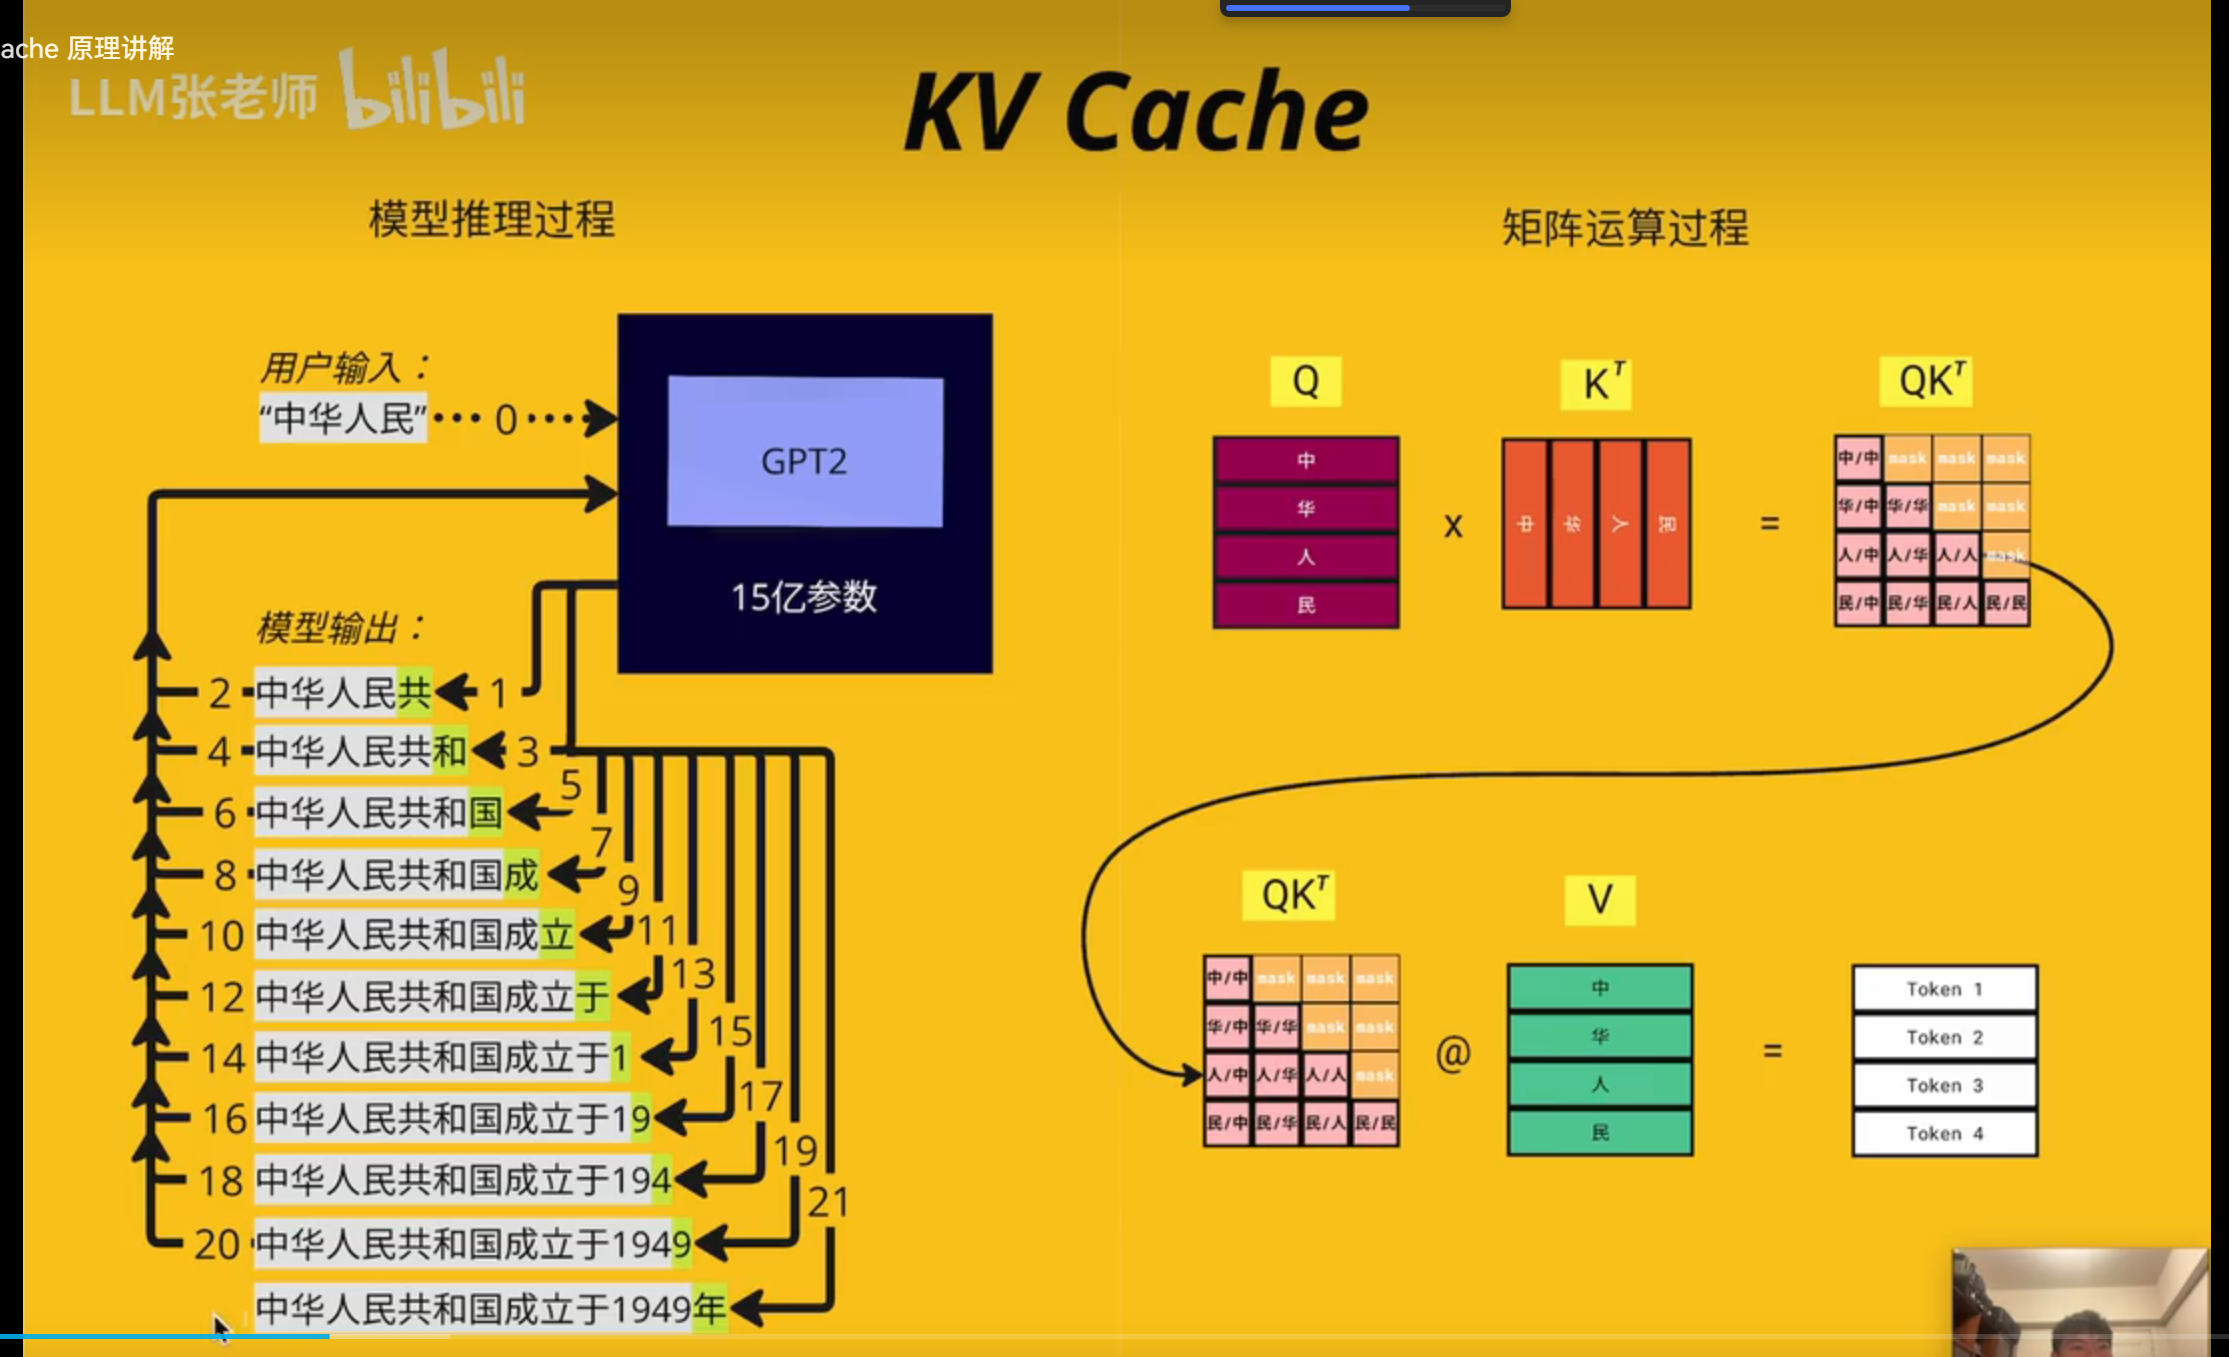 ache 原理讲解
LLM张老师 bilibili
KV Cache
模型推理过程
用户输入：
“中华人民” 0
GPT2
15亿参数
模型输出：
2 中华人民共 1
4 中华人民共和 3
5
6 中华人民共和国
7
8 中华人民共和国成
9
10 中华人民共和国成立
11
12 中华人民共和国成立于
13
14 中华人民共和国成立于1
15
16 中华人民共和国成立于19
17
18 中华人民共和国成立于194
19
20 中华人民共和国成立于1949
21
中华人民共和国成立于1949年
矩阵运算过程
Q K^T QK^T
中
华
人
民
x
中 华 人 民
=
中/中 mask mask mask
华/中 华/华 mask mask
人/中 人/华 人/人 mask
民/中 民/华 民/人 民/民
QK^T V
中/中 mask mask mask
华/中 华/华 mask mask
人/中 人/华 人/人 mask
民/中 民/华 民/人 民/民
@
中
华
人
民
=
Token 1
Token 2
Token 3
Token 4